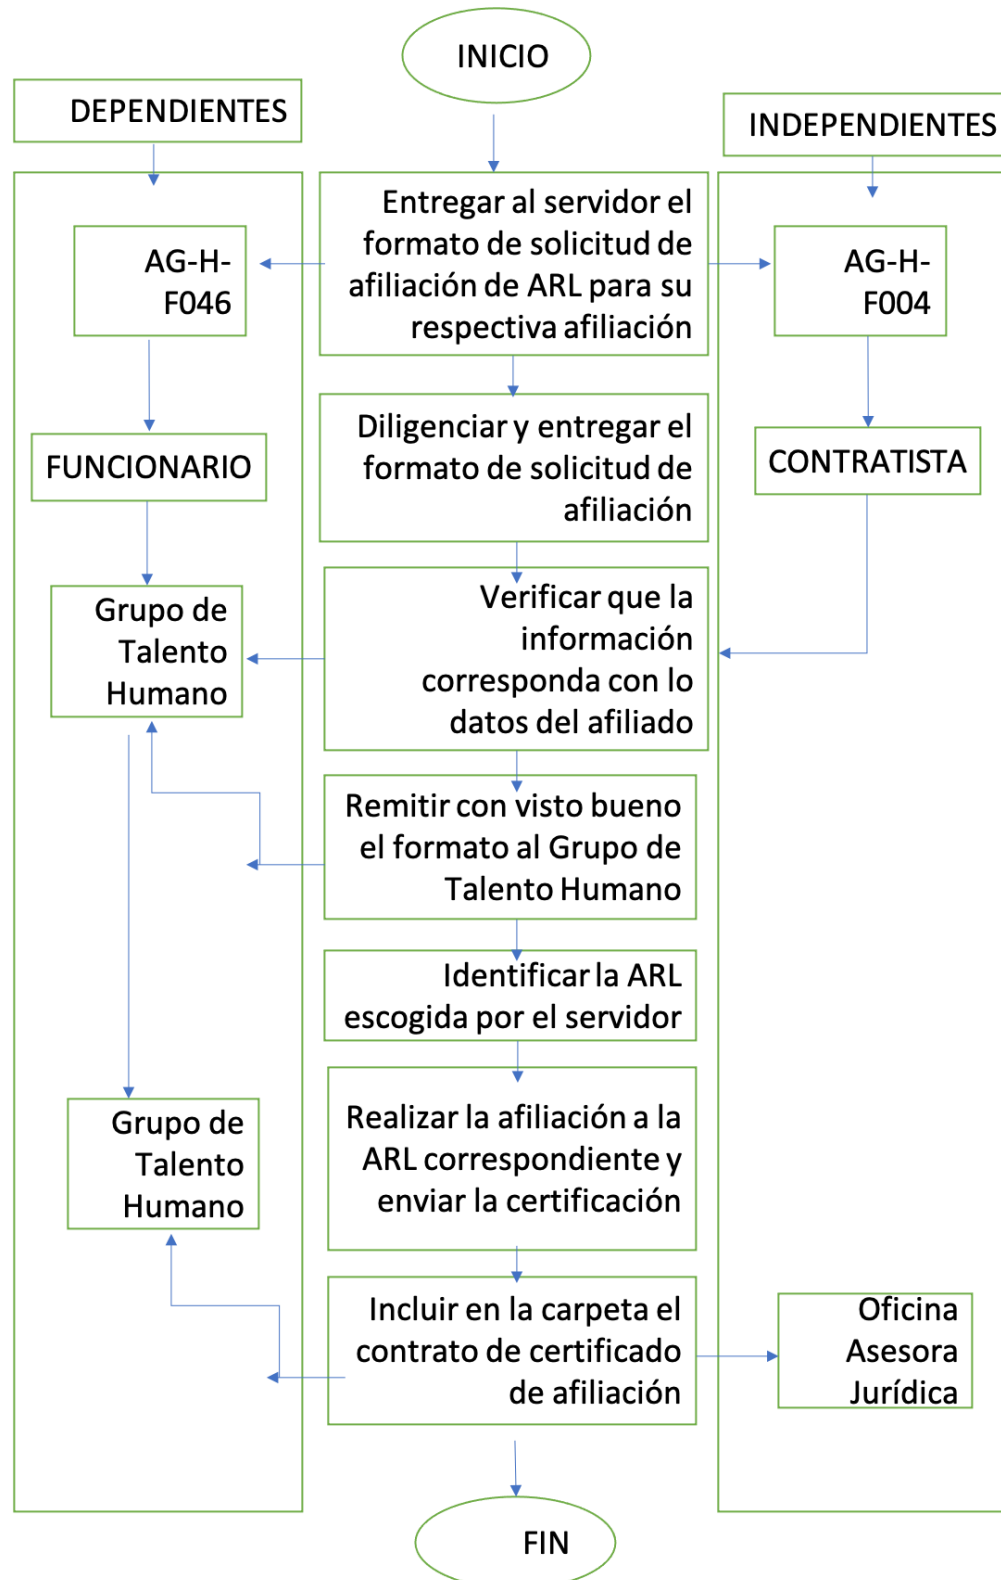 INICIO
DEPENDIENTES
INDEPENDIENTES
Entregar al servidor el
formato de solicitud de
afiliación de ARL para su
respectiva afiliación
AG-H-
F046
AG-H-
F004
Diligenciar y entregar el
formato de solicitud de
afiliación
FUNCIONARIO
CONTRATISTA
Verificar que la
información
corresponda con lo
datos del afiliado
Grupo de
Talento
Humano
Remitir con visto bueno
el formato al Grupo de
Talento Humano
Identificar la ARL
escogida por el servidor
Realizar la afiliación a la
ARL correspondiente y
enviar la certificación
Grupo de
Talento
Humano
Incluir en la carpeta el
contrato de certificado
de afiliación
Oficina
Asesora
Jurídica
FIN